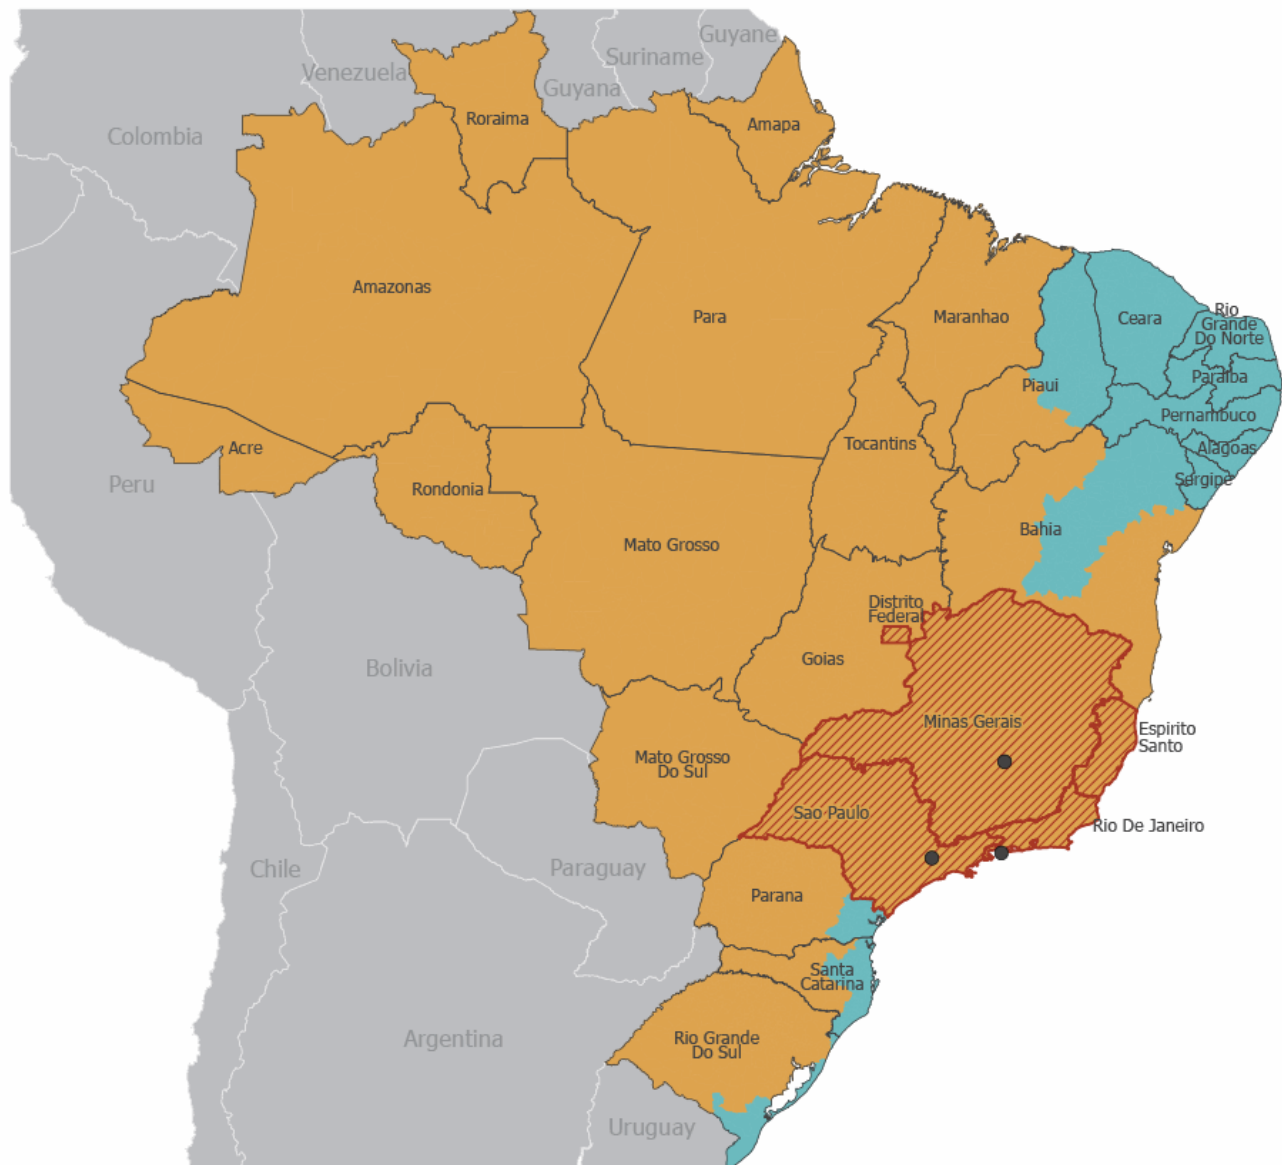 Guyane
Suriname
Venezuela
Guyana
Roraima
Amapa
Colombia
Amazonas
Para
Maranhao
Ceara
Rio
Grande
Do Norte
Piaui
Paraiba
Pernambuco
Alagoas
Sergipe
Tocantins
Acre
Peru
Rondonia
Mato Grosso
Bahia
Distrito
Federal
Goias
Bolivia
Minas Gerais
Espirito
Santo
Mato Grosso
Do Sul
Sao Paulo
Rio De Janeiro
Chile
Paraguay
Parana
Santa
Catarina
Argentina
Rio Grande
Do Sul
Uruguay